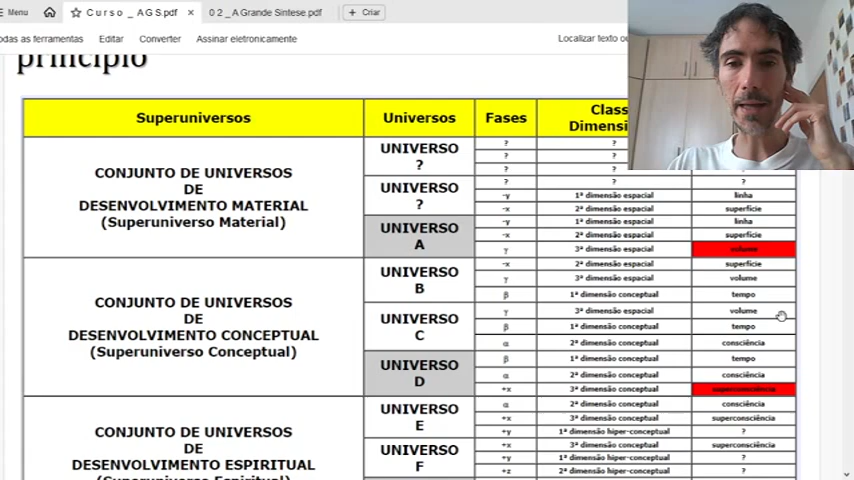 Menu
C u r s o _ A G S.pdf
0 2 _ A Grande Síntese.pdf
Criar
odas as ferramentas
Editar
Converter
Assinar eletronicamente
Localizar texto ou
princípio
Superuniversos
Universos
Fases
Class
Dimensi
CONJUNTO DE UNIVERSOS
DE
DESENVOLVIMENTO MATERIAL
(Superuniverso Material)
UNIVERSO
?
? ?
? ?
? ? ?
UNIVERSO
?
-y 1ª dimensão espacial linha
-x 2ª dimensão espacial superfície
UNIVERSO
A
-y 1ª dimensão espacial linha
-x 2ª dimensão espacial superfície
γ 3ª dimensão espacial volume
CONJUNTO DE UNIVERSOS
DE
DESENVOLVIMENTO CONCEPTUAL
(Superuniverso Conceptual)
UNIVERSO
B
-x 2ª dimensão espacial superfície
γ 3ª dimensão espacial volume
β 1ª dimensão conceptual tempo
UNIVERSO
C
γ 3ª dimensão espacial volume
β 1ª dimensão conceptual tempo
α 2ª dimensão conceptual consciência
UNIVERSO
D
β 1ª dimensão conceptual tempo
α 2ª dimensão conceptual consciência
+x 3ª dimensão conceptual superconsciência
CONJUNTO DE UNIVERSOS
DE
DESENVOLVIMENTO ESPIRITUAL
(Superuniverso Espiritual)
UNIVERSO
E
α 2ª dimensão conceptual consciência
+x 3ª dimensão conceptual superconsciência
+y 1ª dimensão hiper-conceptual ?
UNIVERSO
F
+x 3ª dimensão conceptual superconsciência
+y 1ª dimensão hiper-conceptual ?
+z 2ª dimensão hiper-conceptual ?